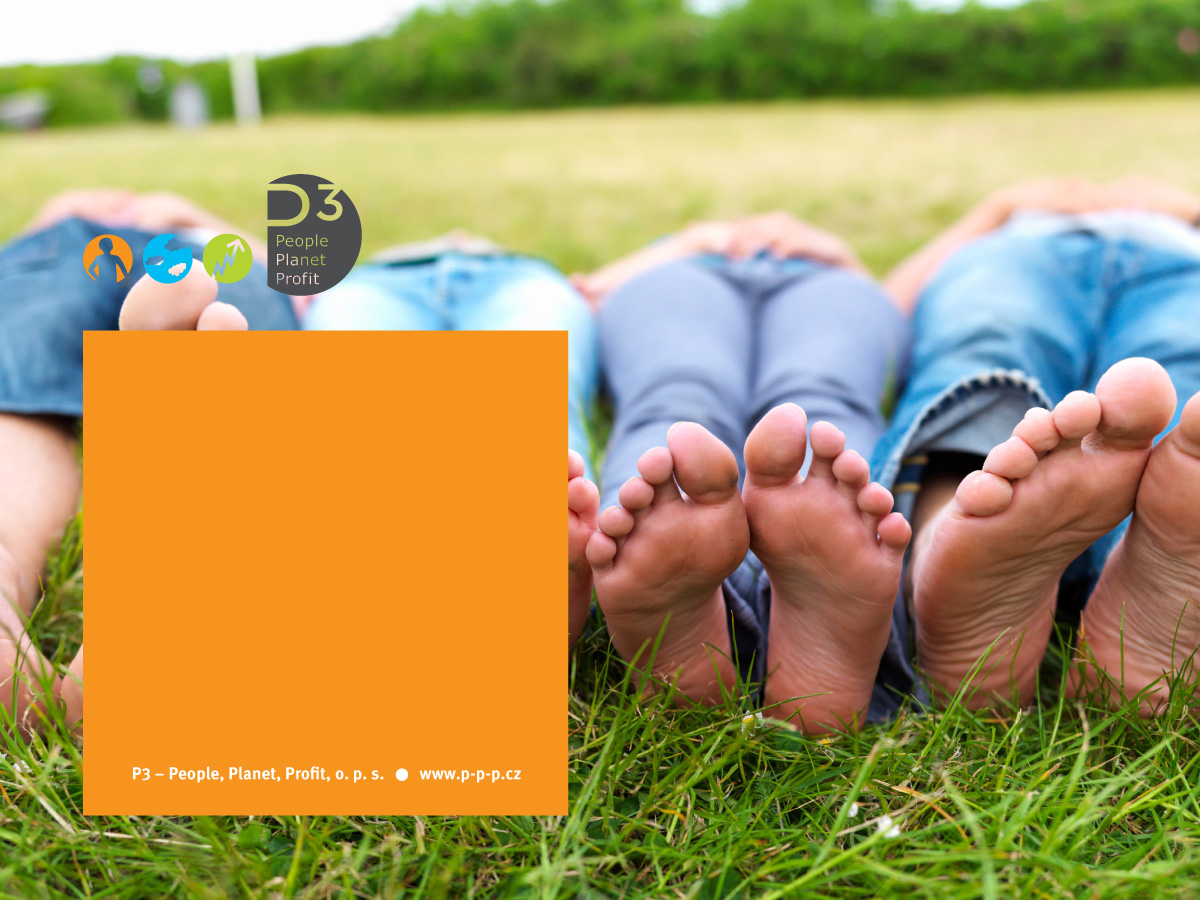 P3
People
Planet
Profit
P3 – People, Planet, Profit, o. p. s. ● www.p-p-p.cz